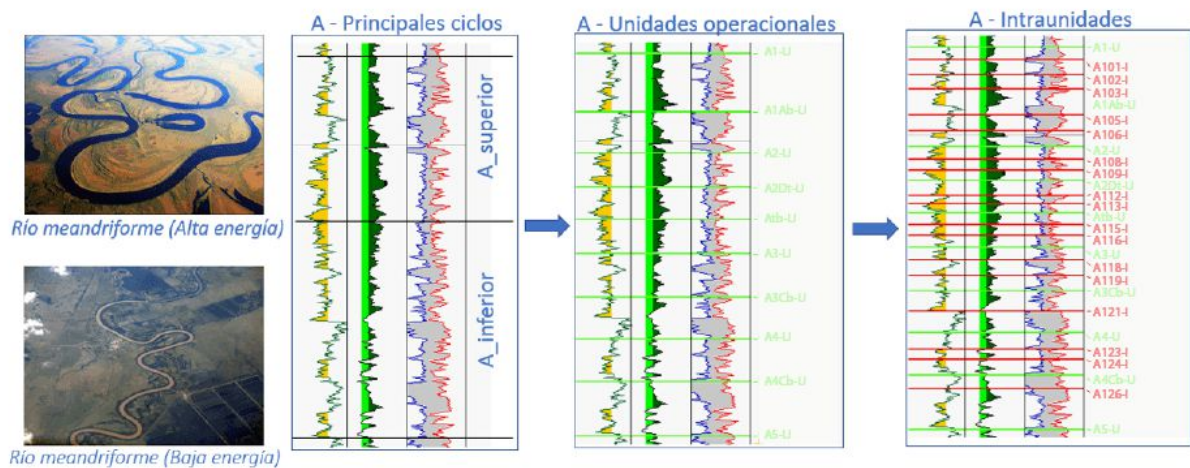 A - Principales ciclos
A - Unidades operacionales
A - Intraunidades
Río meandriforme (Alta energía)
Río meandriforme (Baja energía)
A_superior
A_inferior
A1-U
A1Ab-U
A2-U
A2Dt-U
Atb-U
A3-U
A3Cb-U
A4-U
A4Cb-U
A5-U
A1-U
A101-I
A102-I
A103-I
A1Ab-U
A105-I
A106-I
A2-U
A108-I
A109-I
A2Dt-U
A112-I
A113-I
Atb-U
A115-I
A116-I
A3-U
A118-I
A119-I
A3Cb-U
A121-I
A4-U
A123-I
A124-I
A4Cb-U
A126-I
A5-U